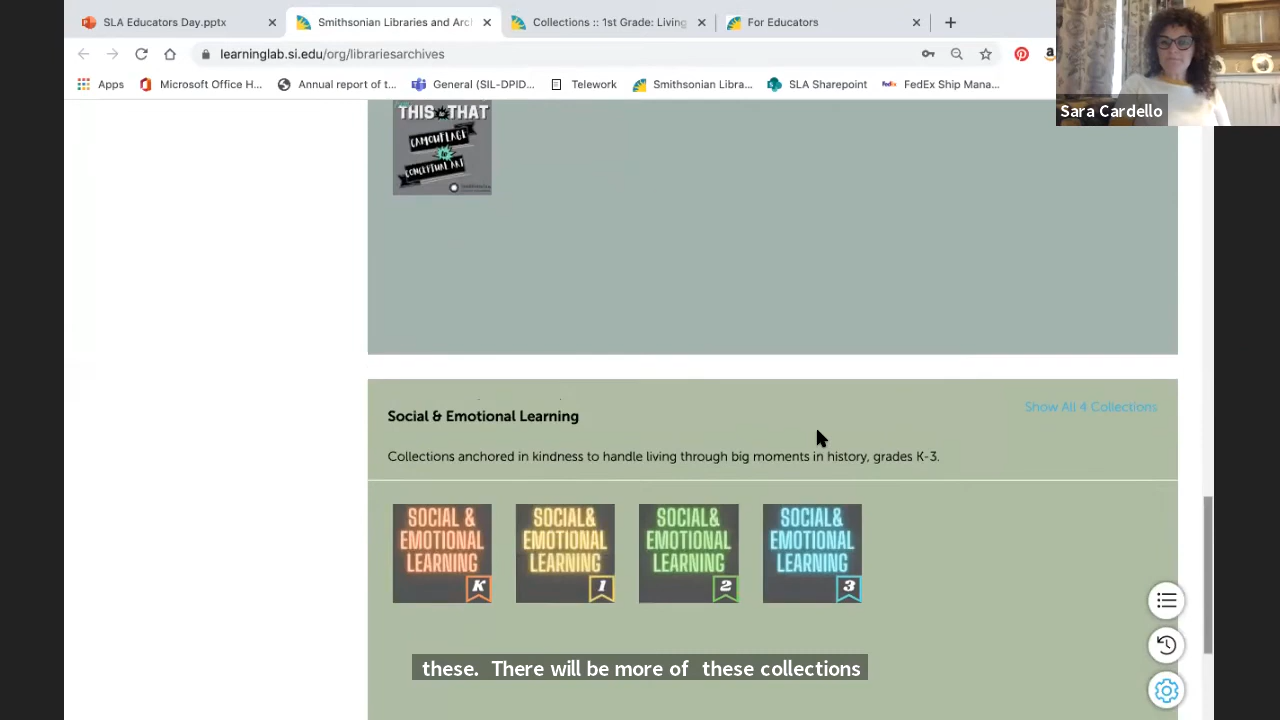 SLA Educators Day.pptx
Smithsonian Libraries and Arc
Collections :: 1st Grade: Living
For Educators
learninglab.si.edu/org/librariesarchives
Apps
Microsoft Office H...
Annual report of t...
General (SIL-DPID...
Telework
Smithsonian Libra...
SLA Sharepoint
FedEx Ship Mana...
Sara Cardello
THIS to THAT
CAMOUFLAGE
to
CONCEPTUAL ART
Social & Emotional Learning
Show All 4 Collections
Collections anchored in kindness to handle living through big moments in history, grades K-3.
SOCIAL &
EMOTIONAL
LEARNING
K
SOCIAL&
EMOTIONAL
LEARNING
1
SOCIAL&
EMOTIONAL
LEARNING
2
SOCIAL&
EMOTIONAL
LEARNING
3
these. There will be more of these collections